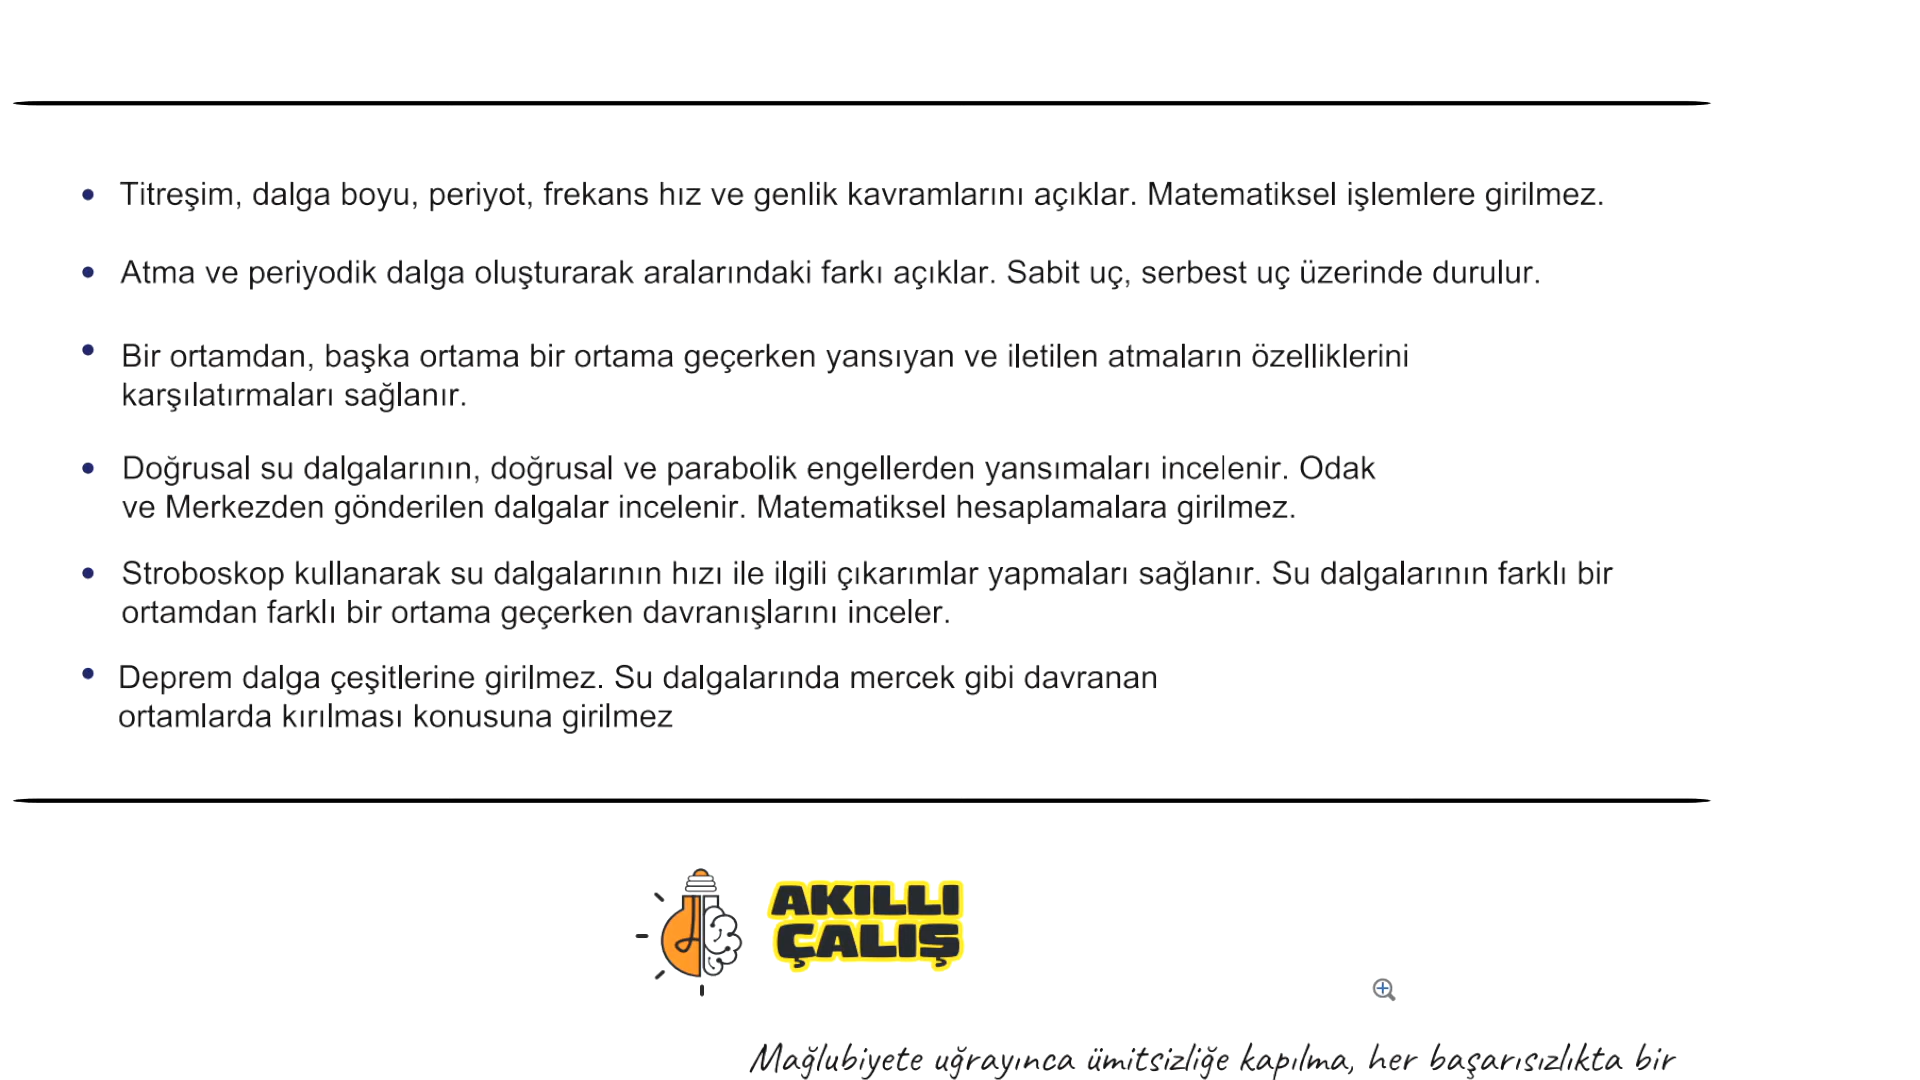 • Titreşim, dalga boyu, periyot, frekans hız ve genlik kavramlarını açıklar. Matematiksel işlemlere girilmez.
• Atma ve periyodik dalga oluşturarak aralarındaki farkı açıklar. Sabit uç, serbest uç üzerinde durulur.
• Bir ortamdan, başka ortama bir ortama geçerken yansıyan ve iletilen atmaların özelliklerini
karşılatırmaları sağlanır.
• Doğrusal su dalgalarının, doğrusal ve parabolik engellerden yansımaları incelenir. Odak
ve Merkezden gönderilen dalgalar incelenir. Matematiksel hesaplamalara girilmez.
• Stroboskop kullanarak su dalgalarının hızı ile ilgili çıkarımlar yapmaları sağlanır. Su dalgalarının farklı bir
ortamdan farklı bir ortama geçerken davranışlarını inceler.
• Deprem dalga çeşitlerine girilmez. Su dalgalarında mercek gibi davranan
ortamlarda kırılması konusuna girilmez
AKILLI
ÇALIŞ
Mağlubiyete uğrayınca ümitsizliğe kapılma, her başarısızlıkta bir